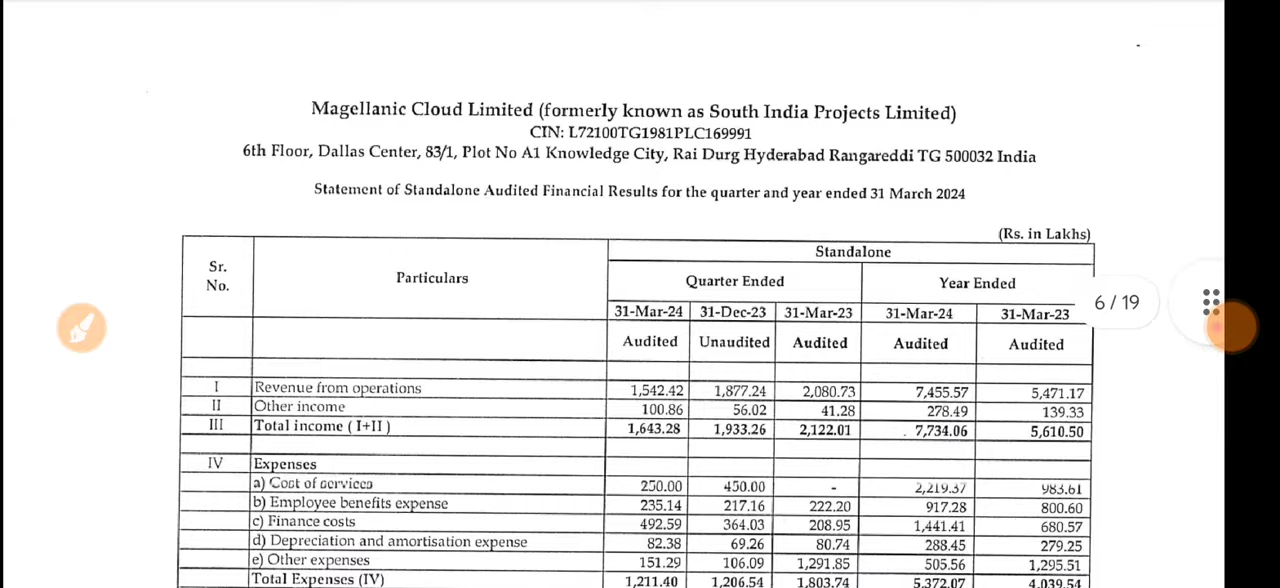 Magellanic Cloud Limited (formerly known as South India Projects Limited)
CIN: L72100TG1981PLC169991
6th Floor, Dallas Center, 83/1, Plot No A1 Knowledge City, Rai Durg Hyderabad Rangareddi TG 500032 India
Statement of Standalone Audited Financial Results for the quarter and year ended 31 March 2024
(Rs. in Lakhs)
Sr. No. Particulars Standalone
Quarter Ended Year Ended
31-Mar-24 31-Dec-23 31-Mar-23 31-Mar-24 31-Mar-23
Audited Unaudited Audited Audited Audited
6 / 19
I Revenue from operations 1,542.42 1,877.24 2,080.73 7,455.57 5,471.17
II Other income 100.86 56.02 41.28 278.49 139.33
III Total income ( I+II ) 1,643.28 1,933.26 2,122.01 7,734.06 5,610.50
IV Expenses
a) Cost of services 250.00 450.00 - 2,219.37 983.61
b) Employee benefits expense 235.14 217.16 222.20 917.28 800.60
c) Finance costs 492.59 364.03 208.95 1,441.41 680.57
d) Depreciation and amortisation expense 82.38 69.26 80.74 288.45 279.25
e) Other expenses 151.29 106.09 1,291.85 505.56 1,295.51
Total Expenses (IV) 1,211.40 1,206.54 1,803.74 5,372.07 4,039.54